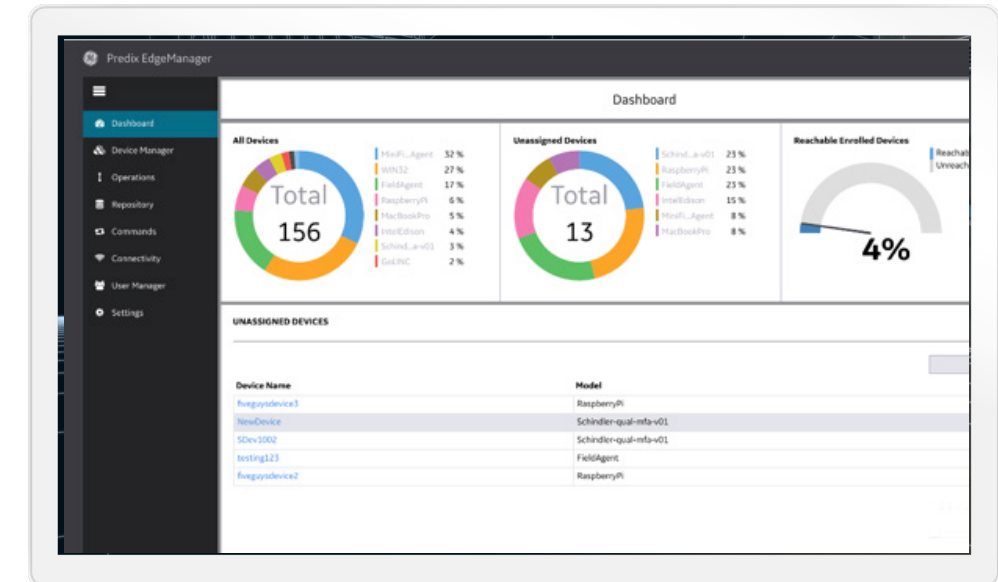 Predix EdgeManager
Dashboard
Dashboard
Device Manager
Operations
Repository
Commands
Connectivity
User Manager
Settings
All Devices
Total
156
MiniFi...Agent 32 %
WIN32 27 %
FieldAgent 17 %
RaspberryPi 6 %
MacBookPro 5 %
IntelEdison 4 %
Schind...a-v01 3 %
GoLINC 2 %
Unassigned Devices
Total
13
Schind...a-v01 23 %
RaspberryPi 23 %
FieldAgent 23 %
IntelEdison 15 %
MiniFi...Agent 8 %
MacBookPro 8 %
Reachable Enrolled Devices
Reachab
Unreach
4%
UNASSIGNED DEVICES
Device Name Model
fiveguysdevice3 RaspberryPi
NewDevice Schindler-qual-mfa-v01
SDev1002 Schindler-qual-mfa-v01
testing123 FieldAgent
fiveguysdevice2 RaspberryPi